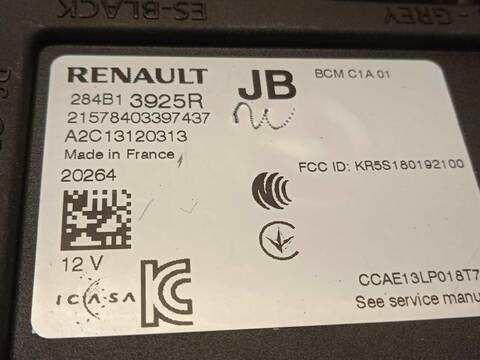 ES-BLACK
- GREY
RENAULT JB BCM C1A 01
284B1 3925R
21578403397437
A2C13120313
Made in France
FCC ID: KR5S180192100
20264
12 V
ICASA
CCAE13LP018T7
See service manu